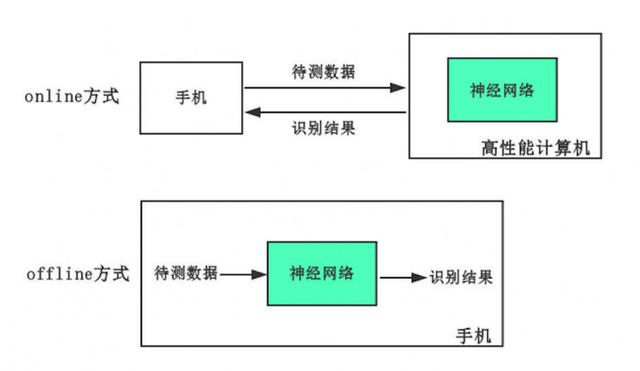 待测数据
online方式
手机
神经网络
识别结果
高性能计算机
offline方式
待测数据
神经网络
识别结果
手机